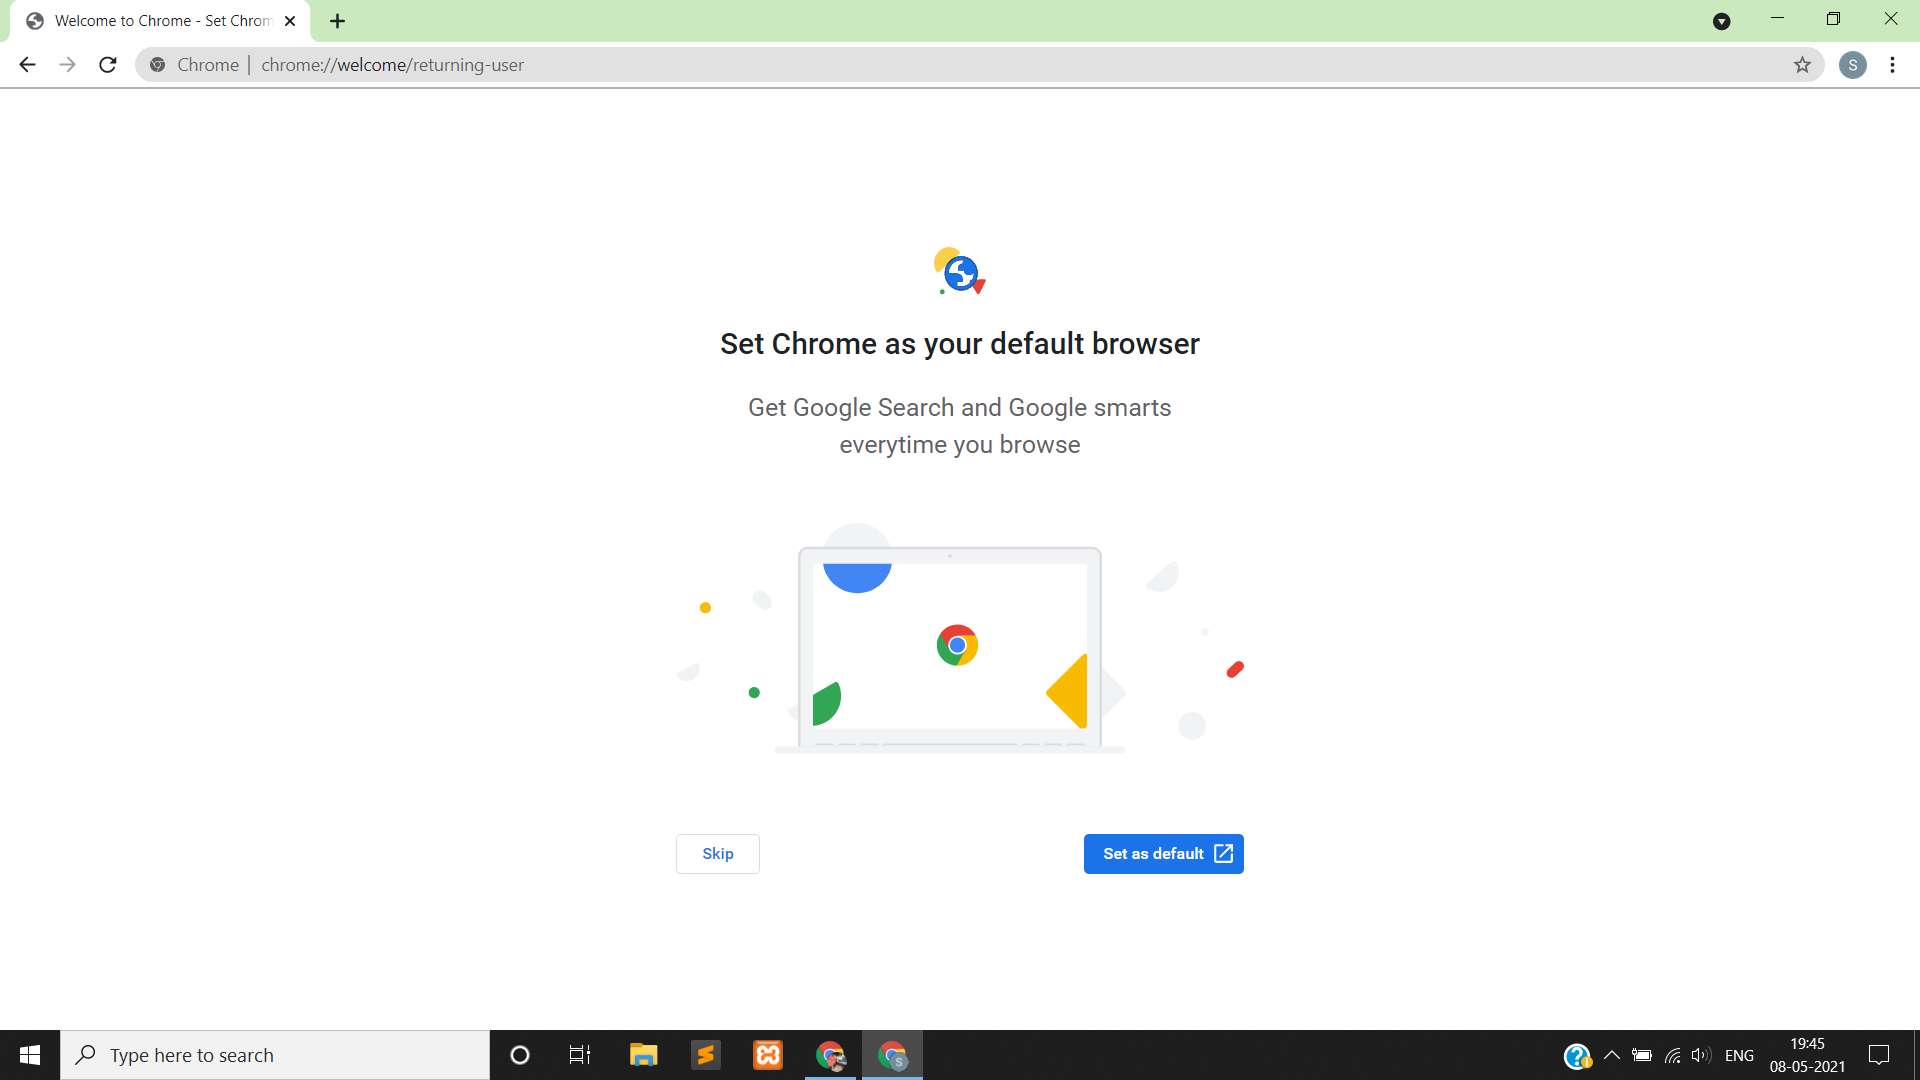 Welcome to Chrome - Set Chrom
Chrome | chrome://welcome/returning-user
S
Set Chrome as your default browser
Get Google Search and Google smarts
everytime you browse
Skip
Set as default
Type here to search
S
ENG
19:45
08-05-2021